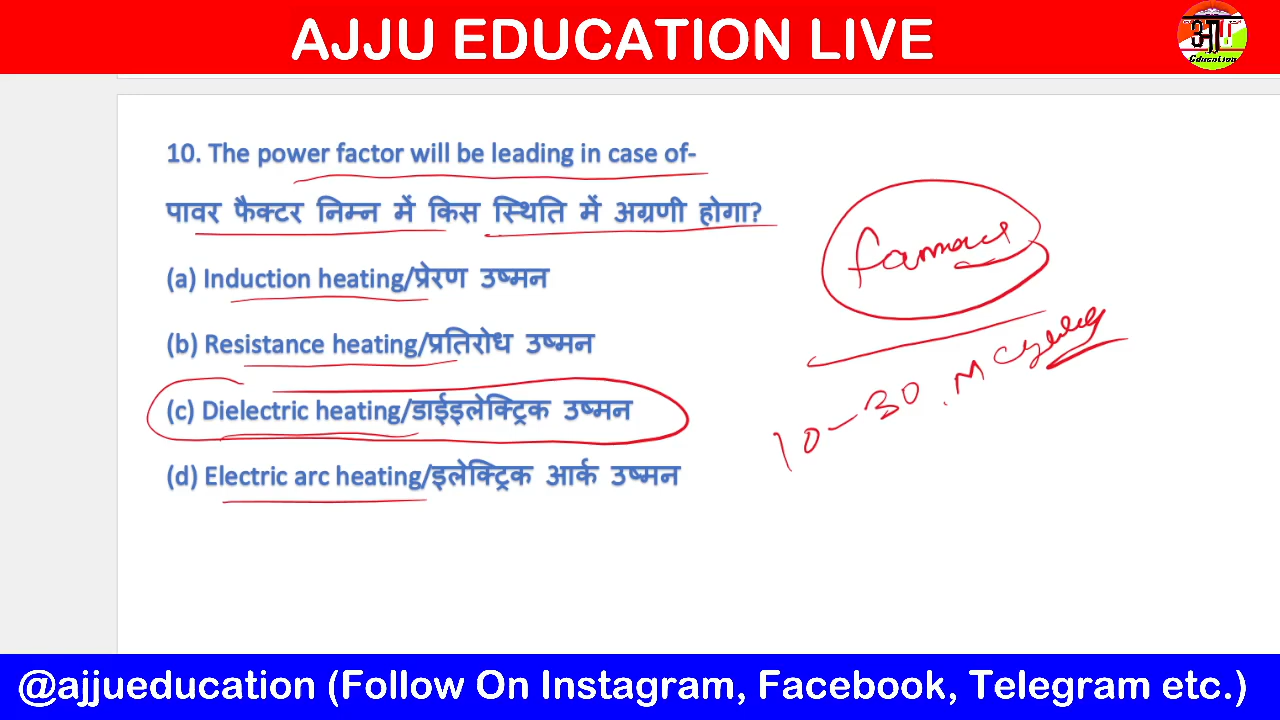 AJJU EDUCATION LIVE
Education
10. The power factor will be leading in case of-
पावर फैक्टर निम्न में किस स्थिति में अग्रणी होगा?
(a) Induction heating/प्रेरण उष्मन
(b) Resistance heating/प्रतिरोध उष्मन
(c) Dielectric heating/डाईइलेक्ट्रिक उष्मन
(d) Electric arc heating/इलेक्ट्रिक आर्क उष्मन
10-30 M
@ajjueducation (Follow On Instagram, Facebook, Telegram etc.)